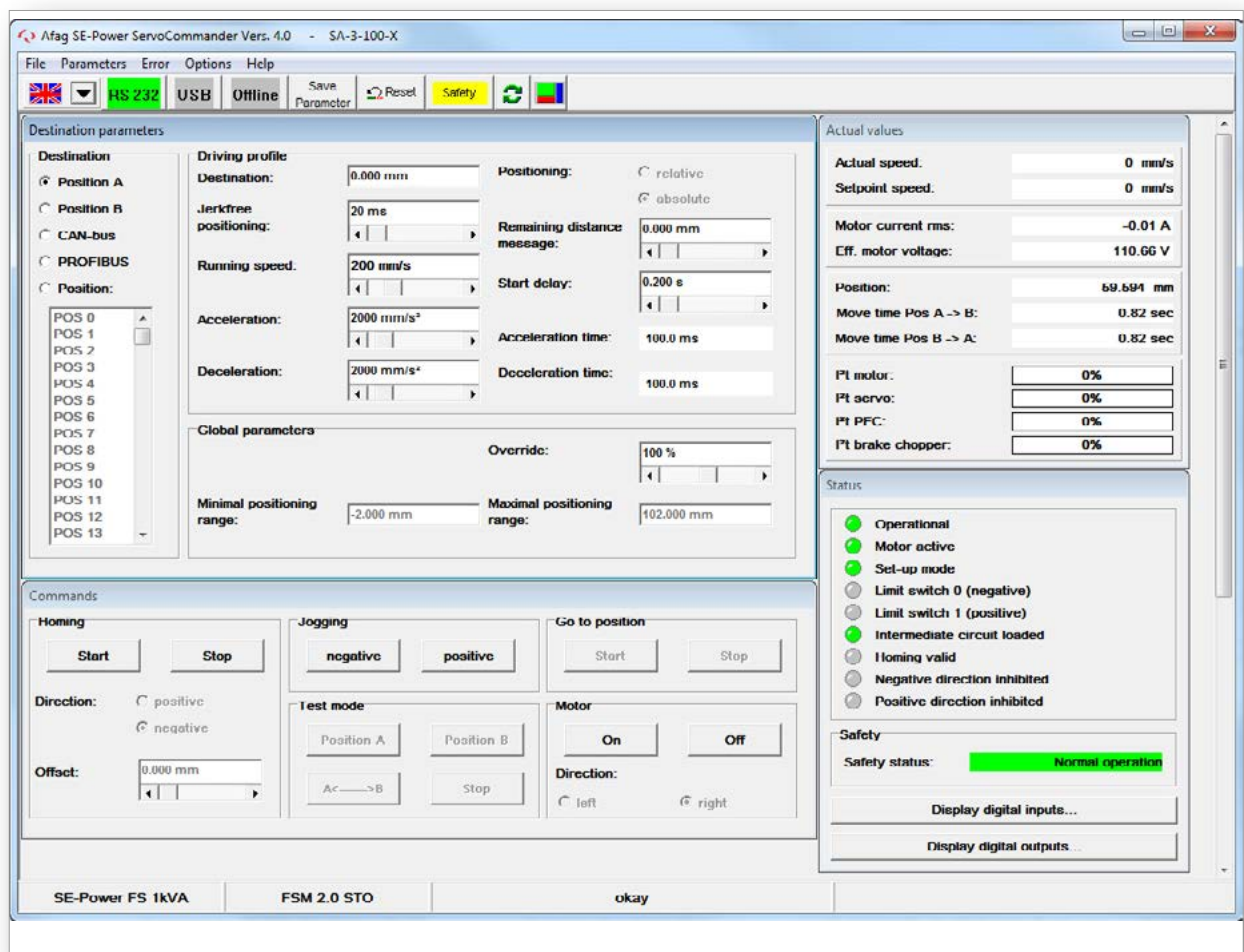 Afag SE-Power ServoCommander Vers. 4.0 - SA-3-100-X
File Parameters Error Options Help
RS 232 USB Offline Save Parameter Reset Safety
Destination parameters
Destination
Position A
Position B
CAN-bus
PROFIBUS
Position:
POS 0
POS 1
POS 2
POS 3
POS 4
POS 5
POS 6
POS 7
POS 8
POS 9
POS 10
POS 11
POS 12
POS 13
Driving profile
Destination: 0.000 mm
Jerkfree positioning: 20 ms
Running speed: 200 mm/s
Acceleration: 2000 mm/s²
Deceleration: 2000 mm/s²
Positioning: relative
absolute
Remaining distance message: 0.000 mm
Start delay: 0.200 s
Acceleration time: 100.0 ms
Deceleration time: 100.0 ms
Global parameters
Override: 100 %
Minimal positioning range: -2.000 mm
Maximal positioning range: 102.000 mm
Commands
Homing
Start Stop
Direction: positive
negative
Offset: 0.000 mm
Jogging
negative positive
Test mode
Position A Position B
A<---->B Stop
Go to position
Start Stop
Motor
On Off
Direction:
left right
Actual values
Actual speed: 0 mm/s
Setpoint speed: 0 mm/s
Motor current rms: -0.01 A
Eff. motor voltage: 110.66 V
Position: mm
Move time Pos A -> B: 0.82 sec
Move time Pos B -> A: 0.82 sec
I²t motor: 0%
I²t servo: 0%
I²t PFC: 0%
I²t brake chopper: 0%
Status
Operational
Motor active
Set-up mode
Limit switch 0 (negative)
Limit switch 1 (positive)
Intermediate circuit loaded
Homing valid
Negative direction inhibited
Positive direction inhibited
Safety
Safety status: Normal operation
Display digital inputs...
Display digital outputs...
SE-Power FS 1kVA FSM 2.0 STO okay